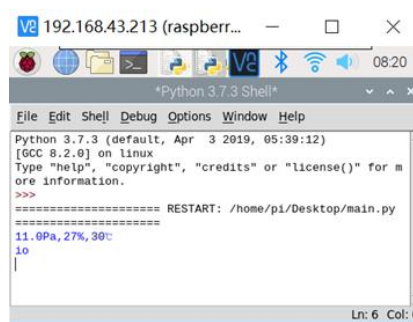 V2 192.168.43.213 (raspberr...
V2 08:20
*Python 3.7.3 Shell*
File Edit Shell Debug Options Window Help
Python 3.7.3 (default, Apr  3 2019, 05:39:12)
[GCC 8.2.0] on linux
Type "help", "copyright", "credits" or "license()" for m
ore information.
>>>
===================== RESTART: /home/pi/Desktop/main.py
=====================
11.0Pa,27%,30℃
io
Ln: 6 Col: